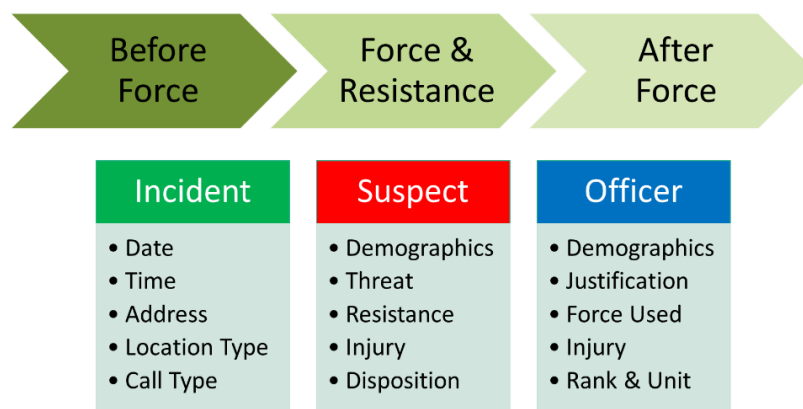 Before
Force
Force &
Resistance
After
Force
Incident
• Date
• Time
• Address
• Location Type
• Call Type
Suspect
• Demographics
• Threat
• Resistance
• Injury
• Disposition
Officer
• Demographics
• Justification
• Force Used
• Injury
• Rank & Unit